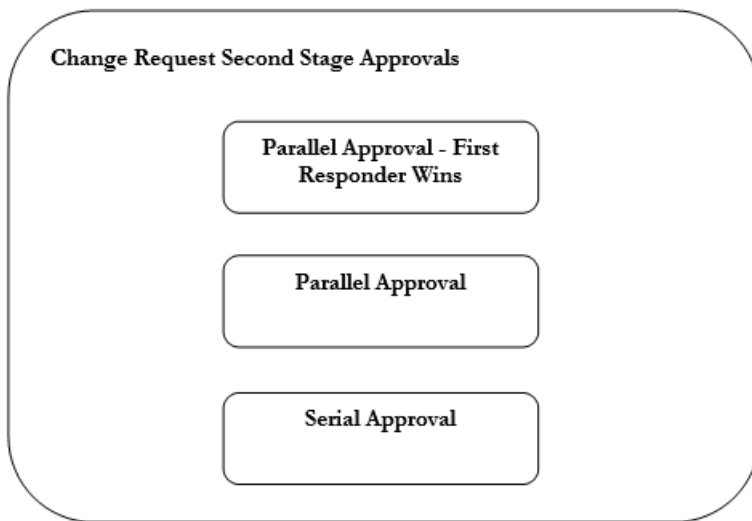 Change Request Second Stage Approvals
Parallel Approval - First
Responder Wins
Parallel Approval
Serial Approval